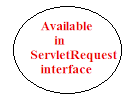 Available
in
ServletRequest
interface